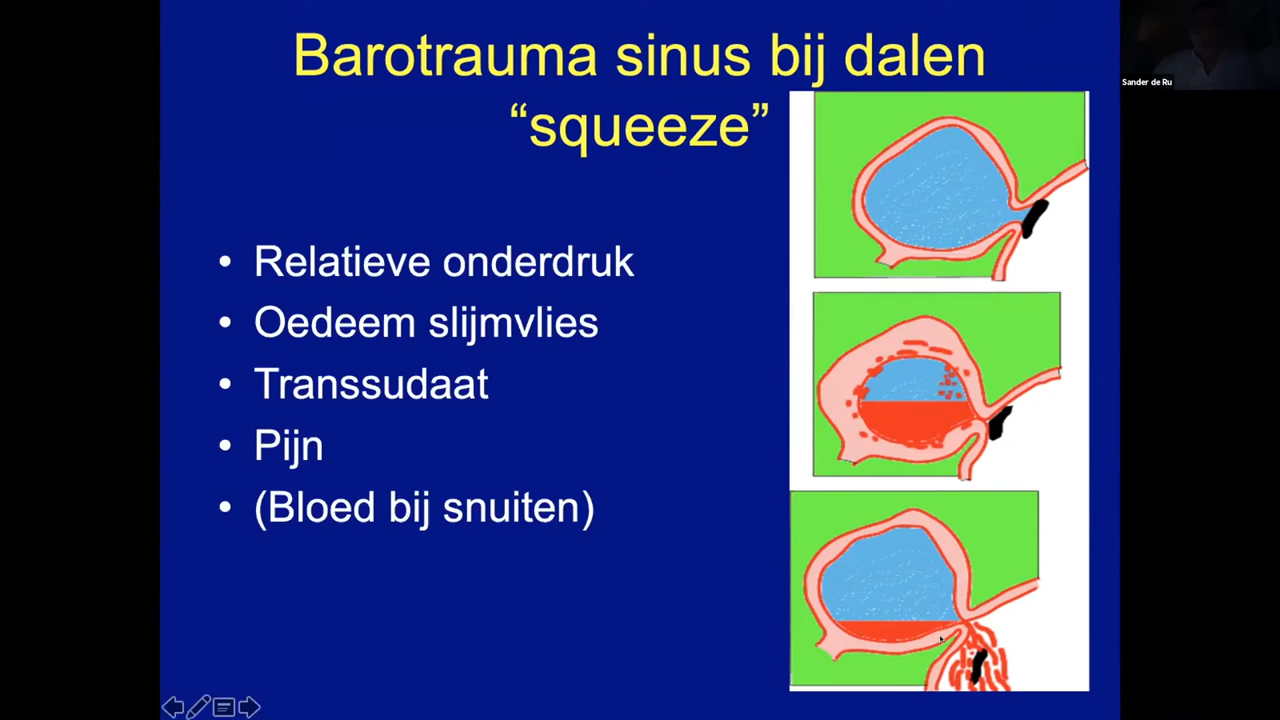 Barotrauma sinus bij dalen
“squeeze”
• Relatieve onderdruk
• Oedeem slijmvlies
• Transsudaat
• Pijn
• (Bloed bij snuiten)
Sander de Ru